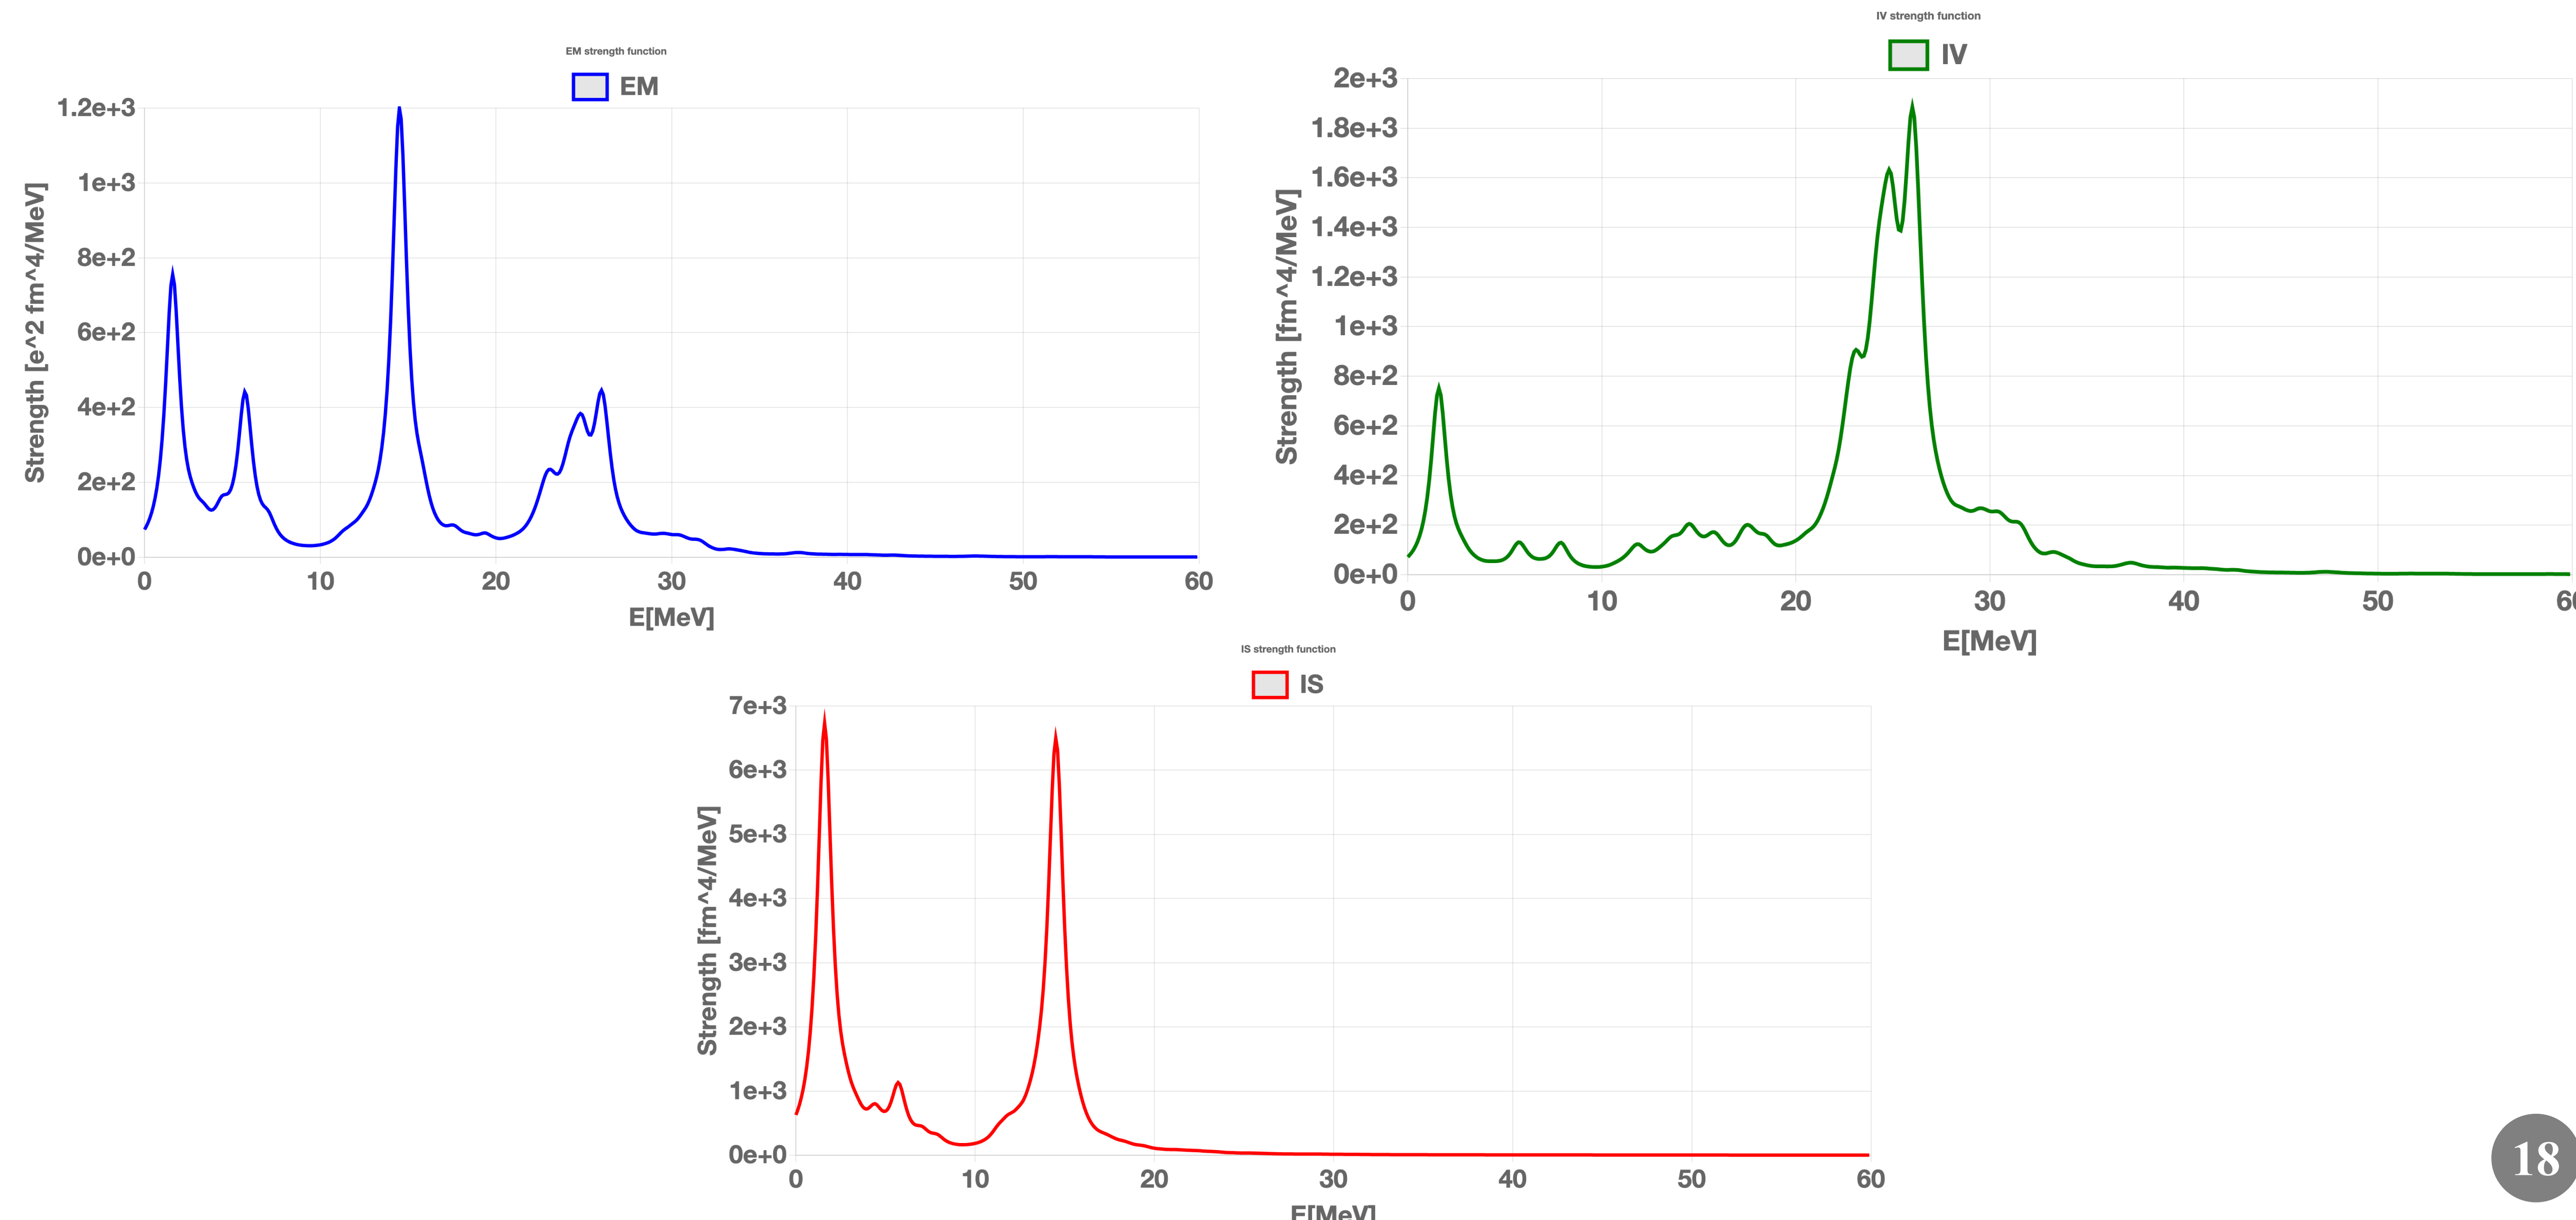 EM strength function
EM
1.2e+3
1e+3
8e+2
6e+2
4e+2
2e+2
0e+0
Strength [e^2 fm^4/MeV]
0 10 20 30 40 50 60
E[MeV]
IV strength function
IV
2e+3
1.8e+3
1.6e+3
1.4e+3
1.2e+3
1e+3
8e+2
6e+2
4e+2
2e+2
0e+0
Strength [fm^4/MeV]
0 10 20 30 40 50 60
E[MeV]
IS strength function
IS
7e+3
6e+3
5e+3
4e+3
3e+3
2e+3
1e+3
0e+0
Strength [fm^4/MeV]
0 10 20 30 40 50 60
E[MeV]
18